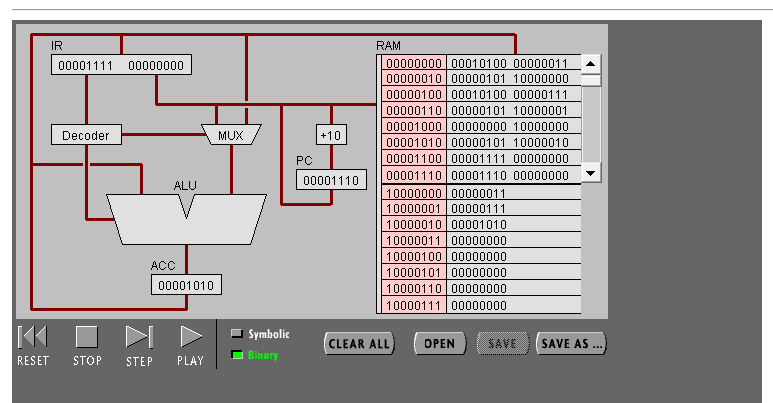 IR
RAM
00001111 00000000
00000000 00010100 00000011
00000010 00000101 10000000
00000100 00010100 00000111
00000110 00000101 10000001
00001000 00000000 10000000
00001010 00000101 10000010
00001100 00001111 00000000
00001110 00001110 00000000
10000000 00000011
10000001 00000111
10000010 00001010
10000011 00000000
10000100 00000000
10000101 00000000
10000110 00000000
10000111 00000000
Decoder
MUX
+10
PC
00001110
ALU
ACC
00001010
RESET
STOP
STEP
PLAY
Symbolic
Binary
CLEAR ALL
OPEN
SAVE
SAVE AS ...